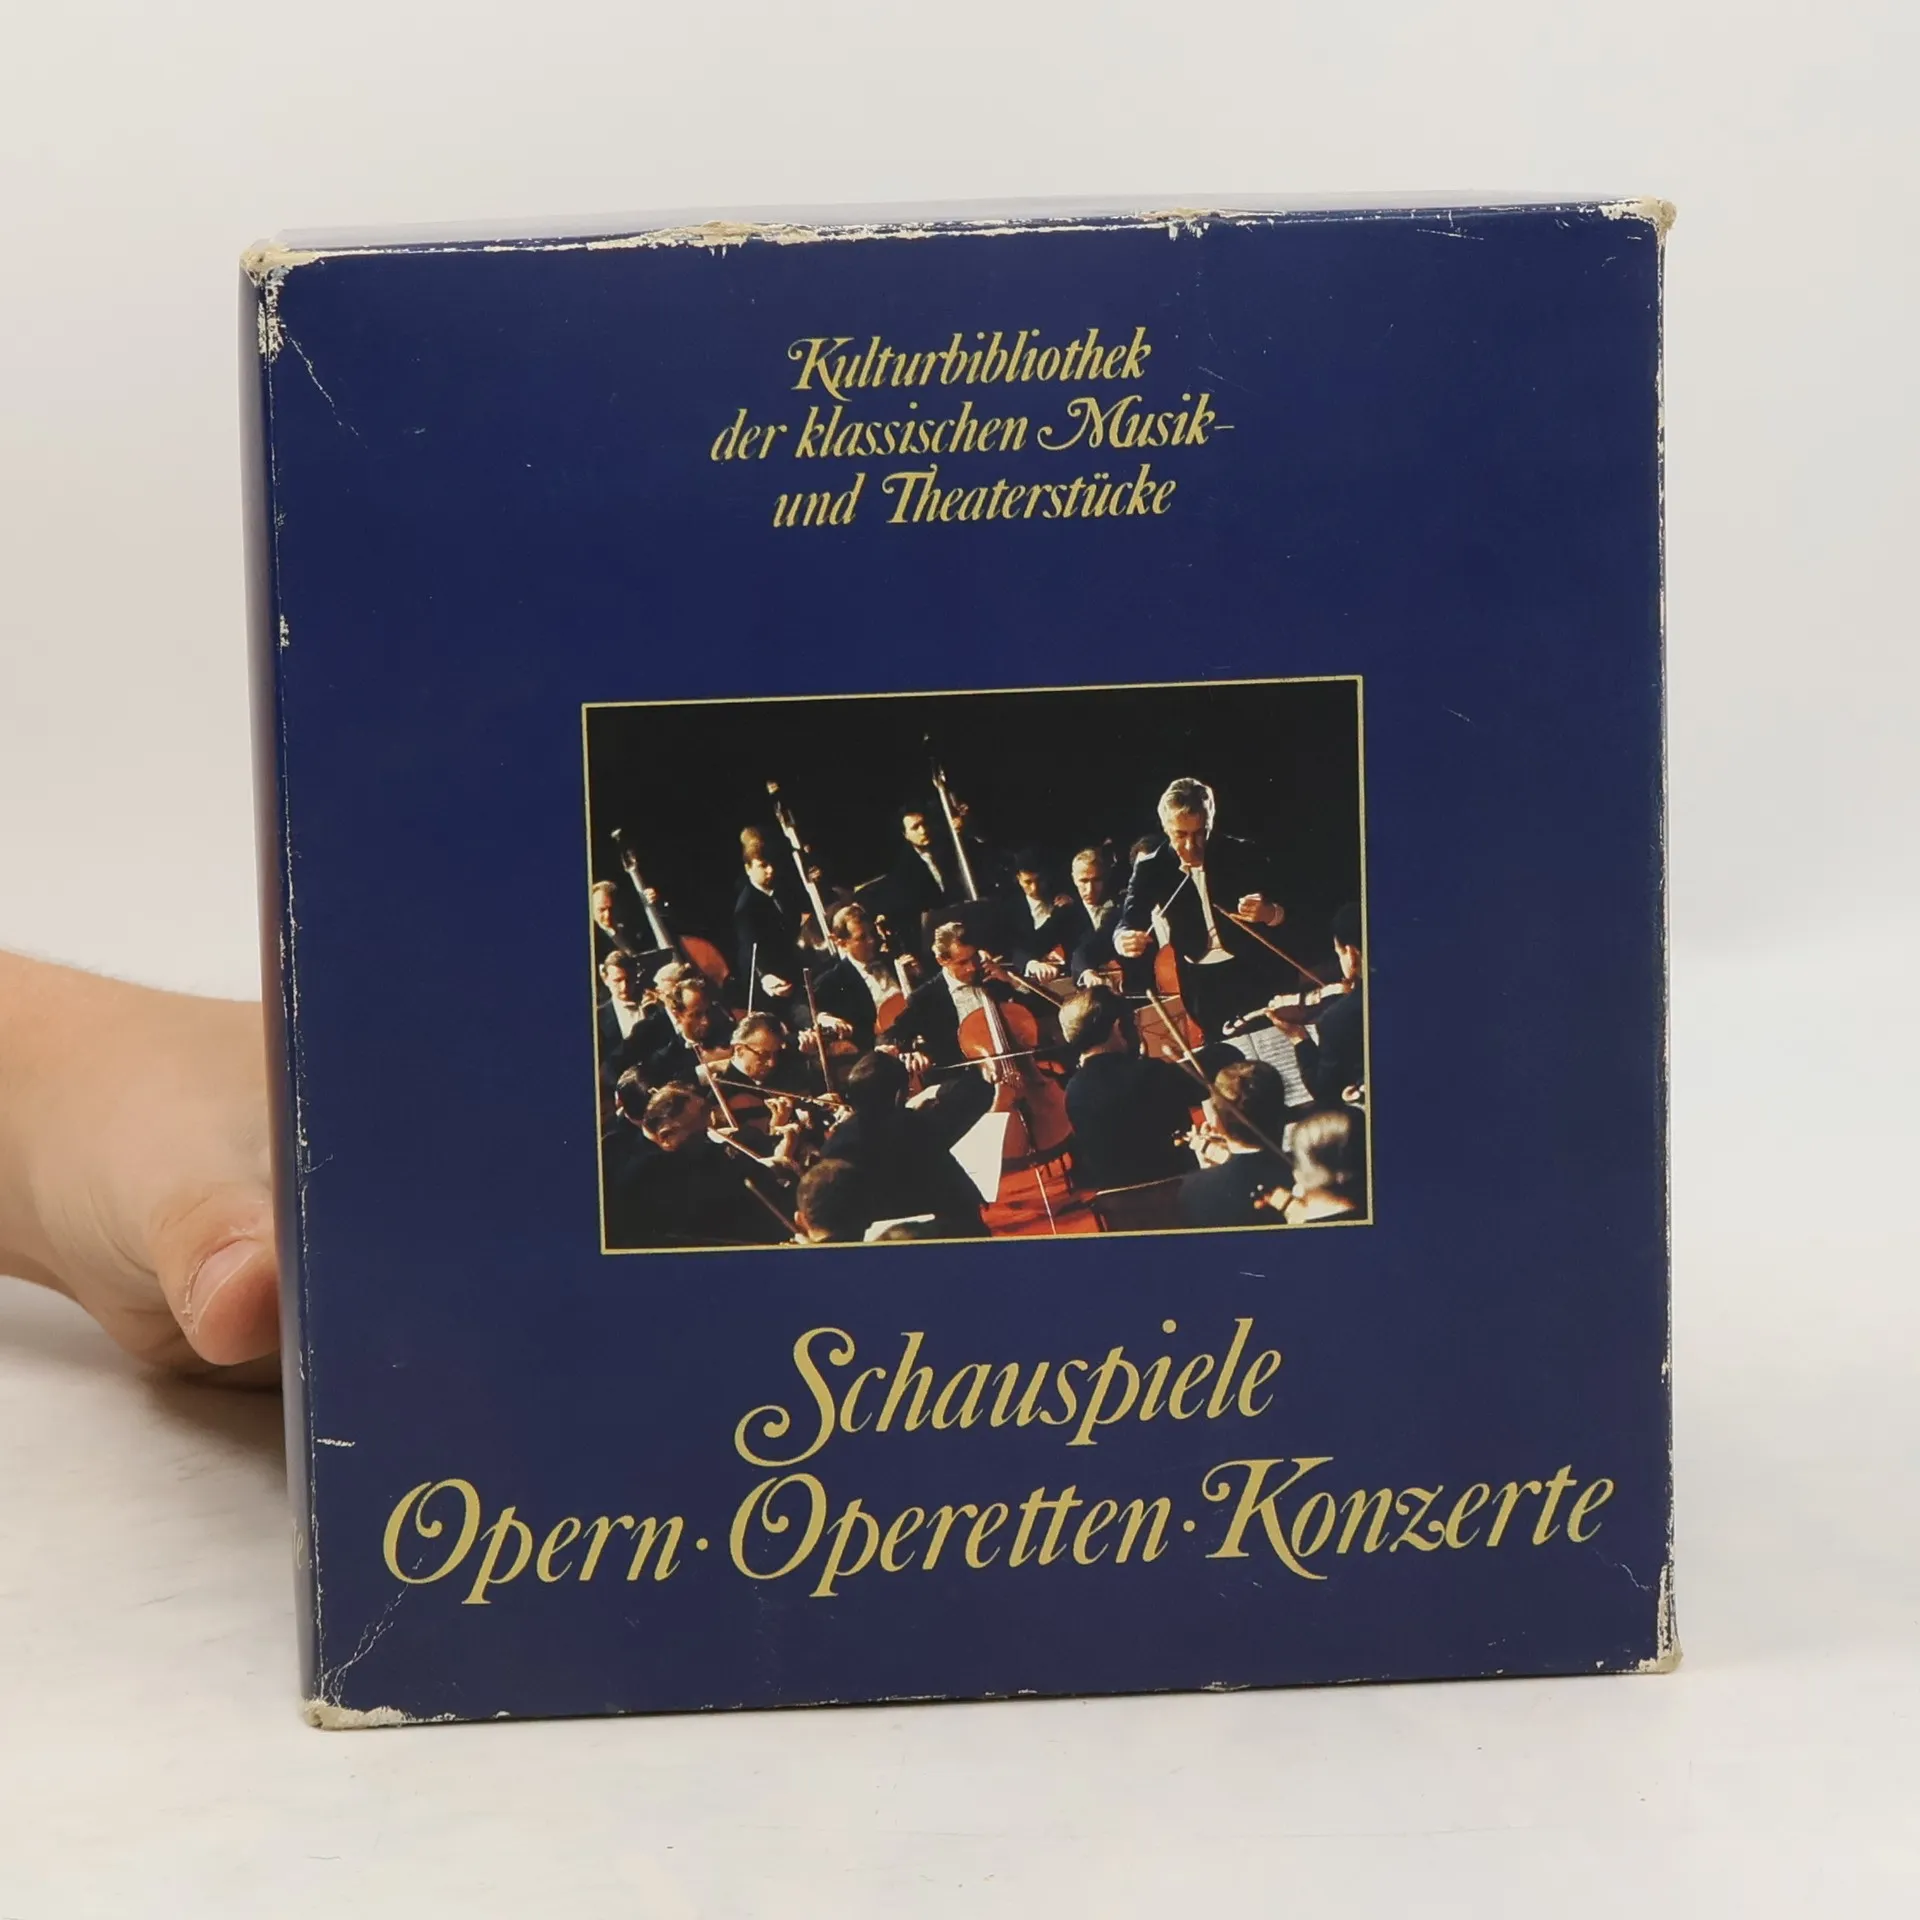 Kulturbibliothek
der klassischen Musik-
und Theaterstücke
Schauspiele
Opern · Operetten · Konzerte